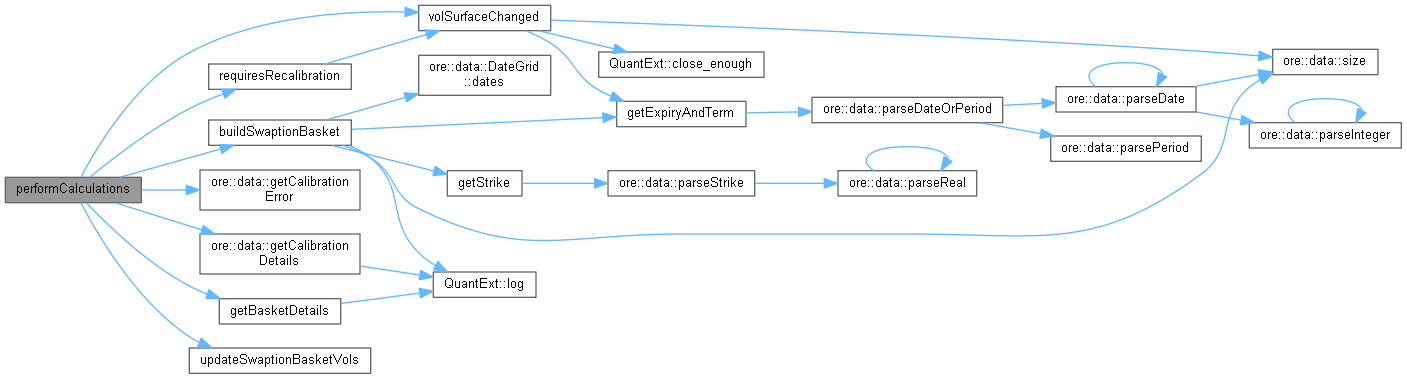 performCalculations
volSurfaceChanged
requiresRecalibration
buildSwaptionBasket
ore::data::getCalibration
Error
ore::data::getCalibration
Details
getBasketDetails
updateSwaptionBasketVols
ore::data::DateGrid
::dates
getStrike
QuantExt::log
QuantExt::close_enough
getExpiryAndTerm
ore::data::parseStrike
ore::data::parseDateOrPeriod
ore::data::parseReal
ore::data::parseDate
ore::data::parsePeriod
ore::data::size
ore::data::parseInteger